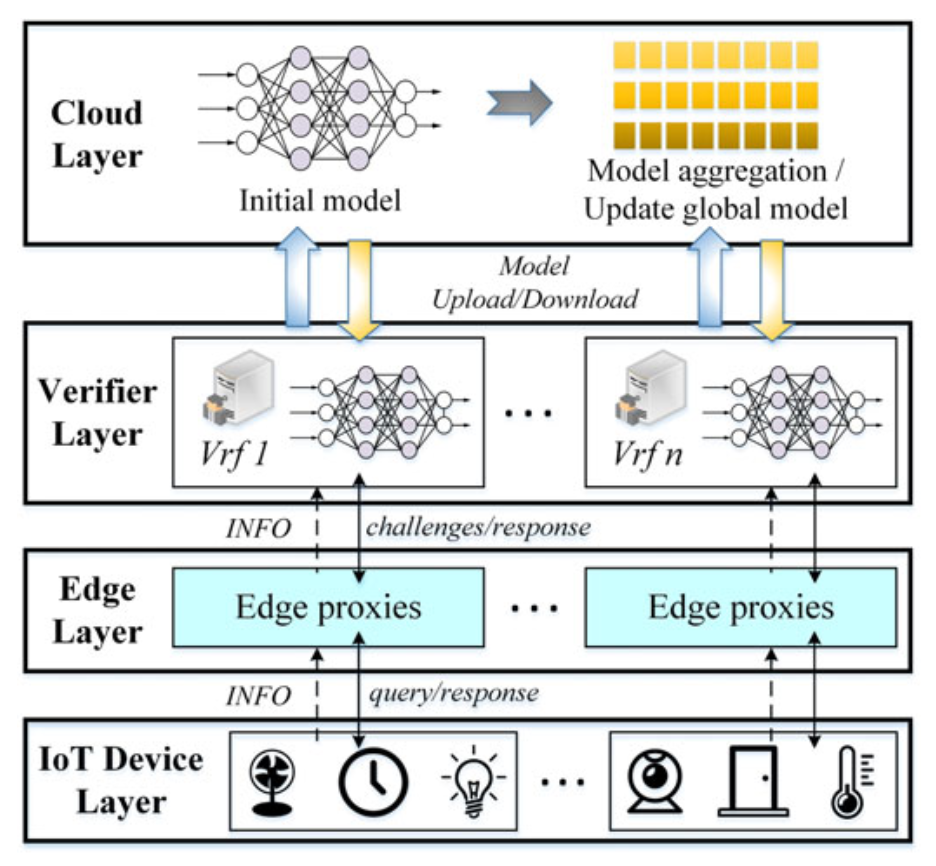 Cloud
Layer
Initial model
Model aggregation /
Update global model
Model
Upload/Download
Verifier
Layer
Vrf 1
...
Vrf n
INFO
challenges/response
Edge
Layer
Edge proxies
...
Edge proxies
INFO
query/response
IoT Device
Layer
...